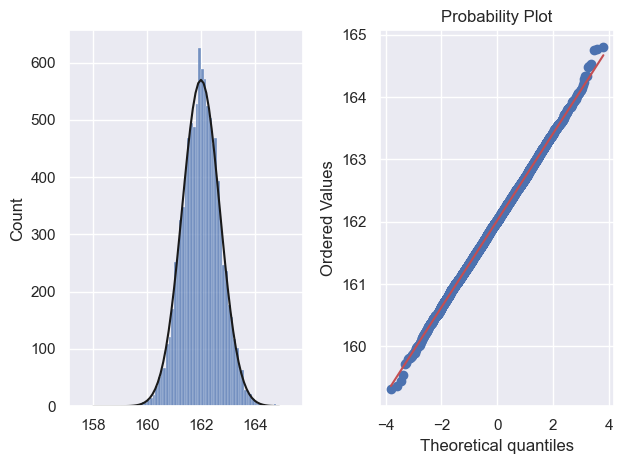 Probability Plot
Count
600
500
400
300
200
100
0
158 160 162 164
Ordered Values
165
164
163
162
161
160
−4 −2 0 2 4
Theoretical quantiles